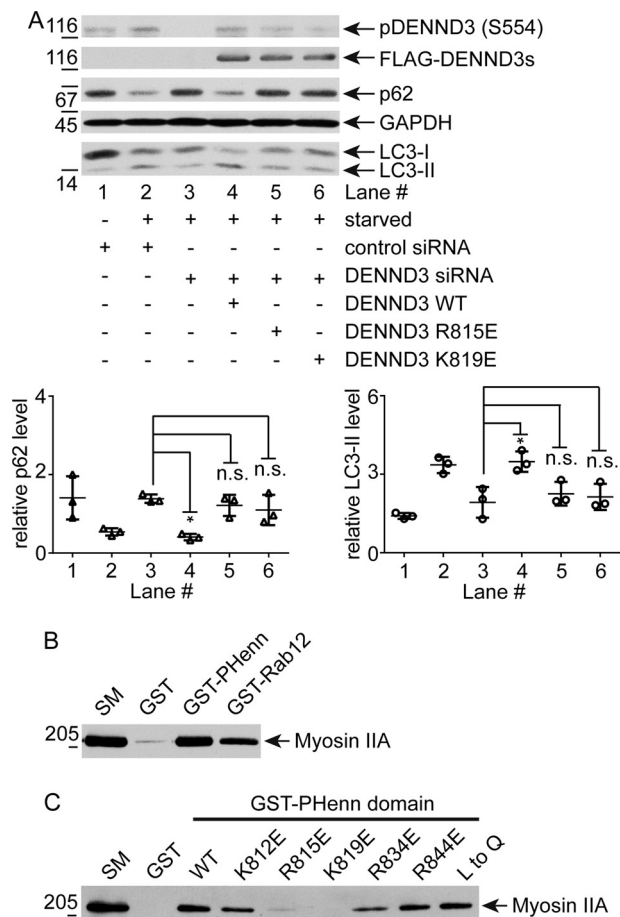 A
116 pDENND3 (S554)
116 FLAG-DENND3s
67 p62
45 GAPDH
LC3-I
14 LC3-II
1 2 3 4 5 6 Lane #
- + + + + + starved
+ + - - - - control siRNA
- - + + + + DENND3 siRNA
- - - + - - DENND3 WT
- - - - + - DENND3 R815E
- - - - - + DENND3 K819E
relative p62 level
4
2
0
* n.s. n.s.
1 2 3 4 5 6
Lane #
relative LC3-II level
6
3
0
* n.s. n.s.
1 2 3 4 5 6
Lane #
B
SM GST GST-PHenn GST-Rab12
205 Myosin IIA
C
GST-PHenn domain
SM GST WT K812E R815E K819E R834E R844E L to Q
205 Myosin IIA